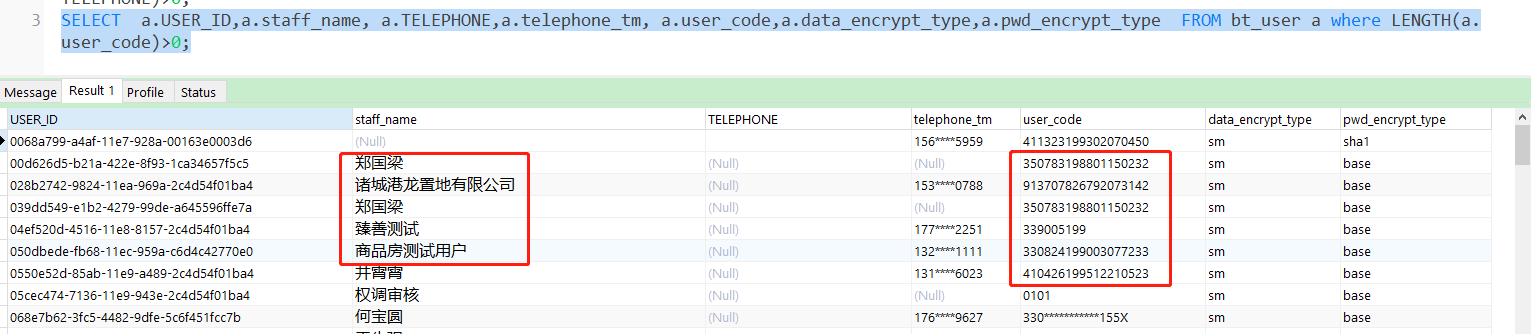 TELEPHONE)>0;
3 SELECT a.USER_ID,a.staff_name, a.TELEPHONE,a.telephone_tm, a.user_code,a.data_encrypt_type,a.pwd_encrypt_type FROM bt_user a where LENGTH(a.
user_code)>0;
Message Result 1 Profile Status
USER_ID staff_name TELEPHONE telephone_tm user_code data_encrypt_type pwd_encrypt_type
0068a799-a4af-11e7-928a-00163e0003d6 (Null) 156****5959 411323199302070450 sm sha1
00d626d5-b21a-422e-8f93-1ca34657f5c5 郑国梁 (Null) (Null) 350783198801150232 sm base
028b2742-9824-11ea-969a-2c4d54f01ba4 诸城港龙置地有限公司 (Null) 153****0788 913707826792073142 sm base
039dd549-e1b2-4279-99de-a645596ffe7a 郑国梁 (Null) (Null) 350783198801150232 sm base
04ef520d-4516-11e8-8157-2c4d54f01ba4 臻善测试 (Null) 177****2251 339005199 sm base
050dbede-fb68-11ec-959a-c6d4c42770e0 商品房测试用户 (Null) 132****1111 330824199003077233 sm base
0550e52d-85ab-11e9-a489-2c4d54f01ba4 井霄霄 (Null) 131****6023 410426199512210523 sm base
05cec474-7136-11e9-943e-2c4d54f01ba4 权调审核 (Null) (Null) 0101 sm base
068e7b62-3fc5-4482-9dfe-5c6f451fcc7b 何宝圆 (Null) 176****9627 330***********155X sm base